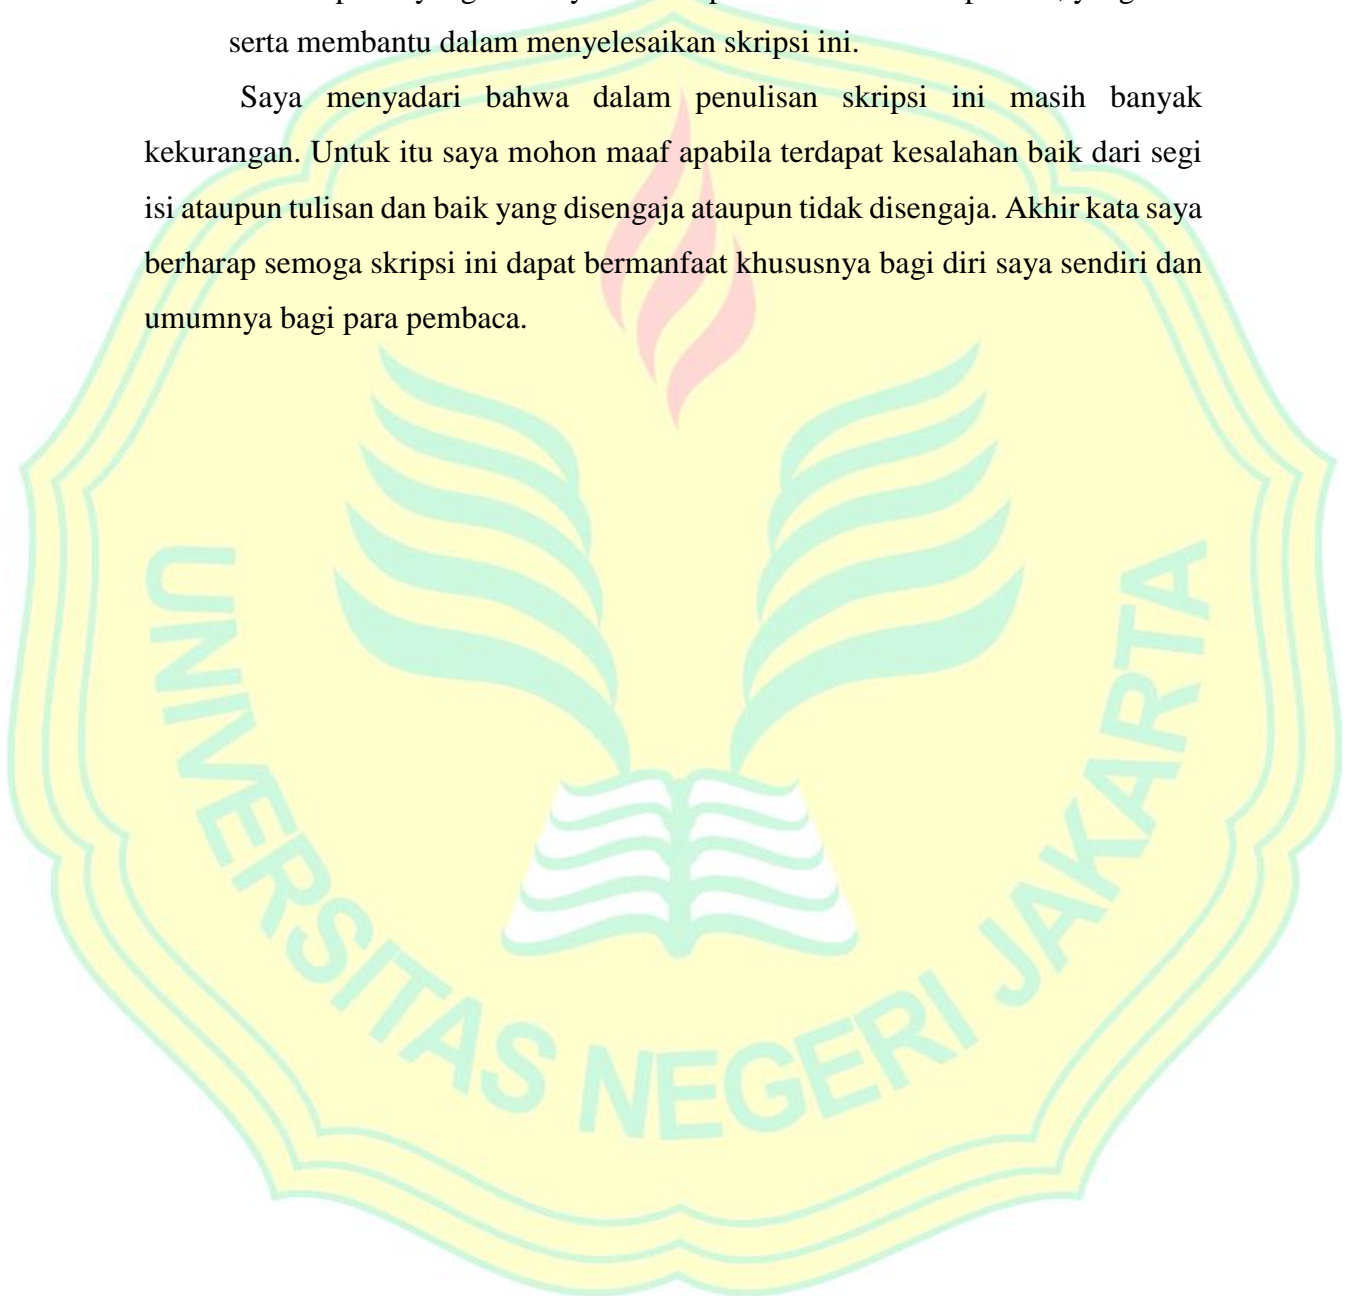 serta membantu dalam menyelesaikan skripsi ini.
Saya menyadari bahwa dalam penulisan skripsi ini masih banyak
kekurangan. Untuk itu saya mohon maaf apabila terdapat kesalahan baik dari segi
isi ataupun tulisan dan baik yang disengaja ataupun tidak disengaja. Akhir kata saya
berharap semoga skripsi ini dapat bermanfaat khususnya bagi diri saya sendiri dan
umumnya bagi para pembaca.
UNIVERSITAS NEGERI JAKARTA